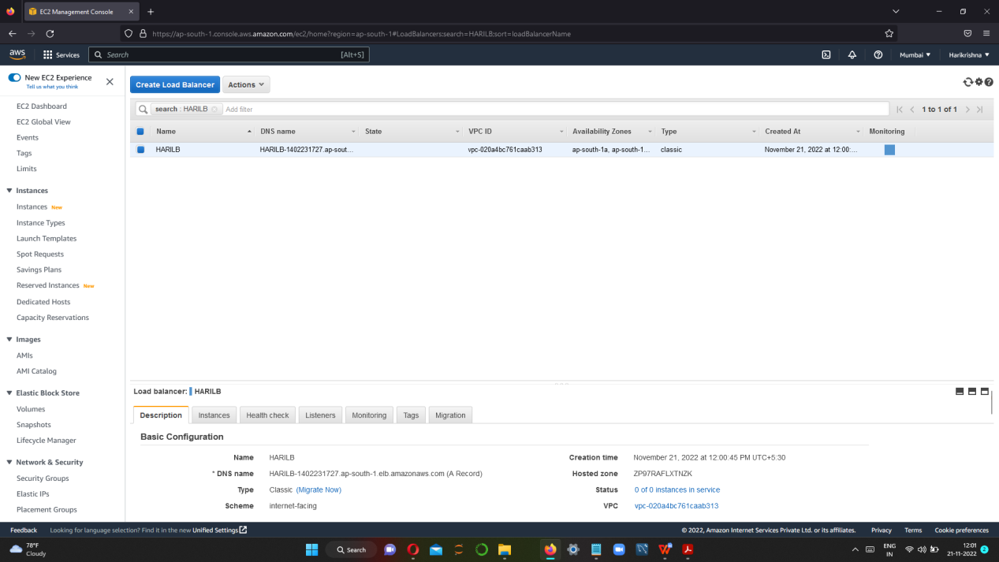 EC2 Management Console
https://ap-south-1.console.aws.amazon.com/ec2/home?region=ap-south-1#LoadBalancers:search=HARILB;sort=loadBalancerName
aws Services Search [Alt+S] Mumbai Harikrishna
New EC2 Experience
Tell us what you think
EC2 Dashboard
EC2 Global View
Events
Tags
Limits
Instances
Instances New
Instance Types
Launch Templates
Spot Requests
Savings Plans
Reserved Instances New
Dedicated Hosts
Capacity Reservations
Images
AMIs
AMI Catalog
Elastic Block Store
Volumes
Snapshots
Lifecycle Manager
Network & Security
Security Groups
Elastic IPs
Placement Groups
Create Load Balancer Actions
search : HARILB Add filter 1 to 1 of 1
Name DNS name State VPC ID Availability Zones Type Created At Monitoring
HARILB HARILB-1402231727.ap-sout... vpc-020a4bc761caab313 ap-south-1a, ap-south-1... classic November 21, 2022 at 12:00:...
Load balancer: HARILB
Description Instances Health check Listeners Monitoring Tags Migration
Basic Configuration
Name HARILB Creation time November 21, 2022 at 12:00:45 PM UTC+5:30
* DNS name HARILB-1402231727.ap-south-1.elb.amazonaws.com (A Record) Hosted zone ZP97RAFLXTNZK
Type Classic (Migrate Now) Status 0 of 0 instances in service
Scheme internet-facing VPC vpc-020a4bc761caab313
Feedback Looking for language selection? Find it in the new Unified Settings © 2022, Amazon Internet Services Private Ltd. or its affiliates. Privacy Terms Cookie preferences
78°F
Cloudy
Search
ENG
IN
12:01
21-11-2022
2